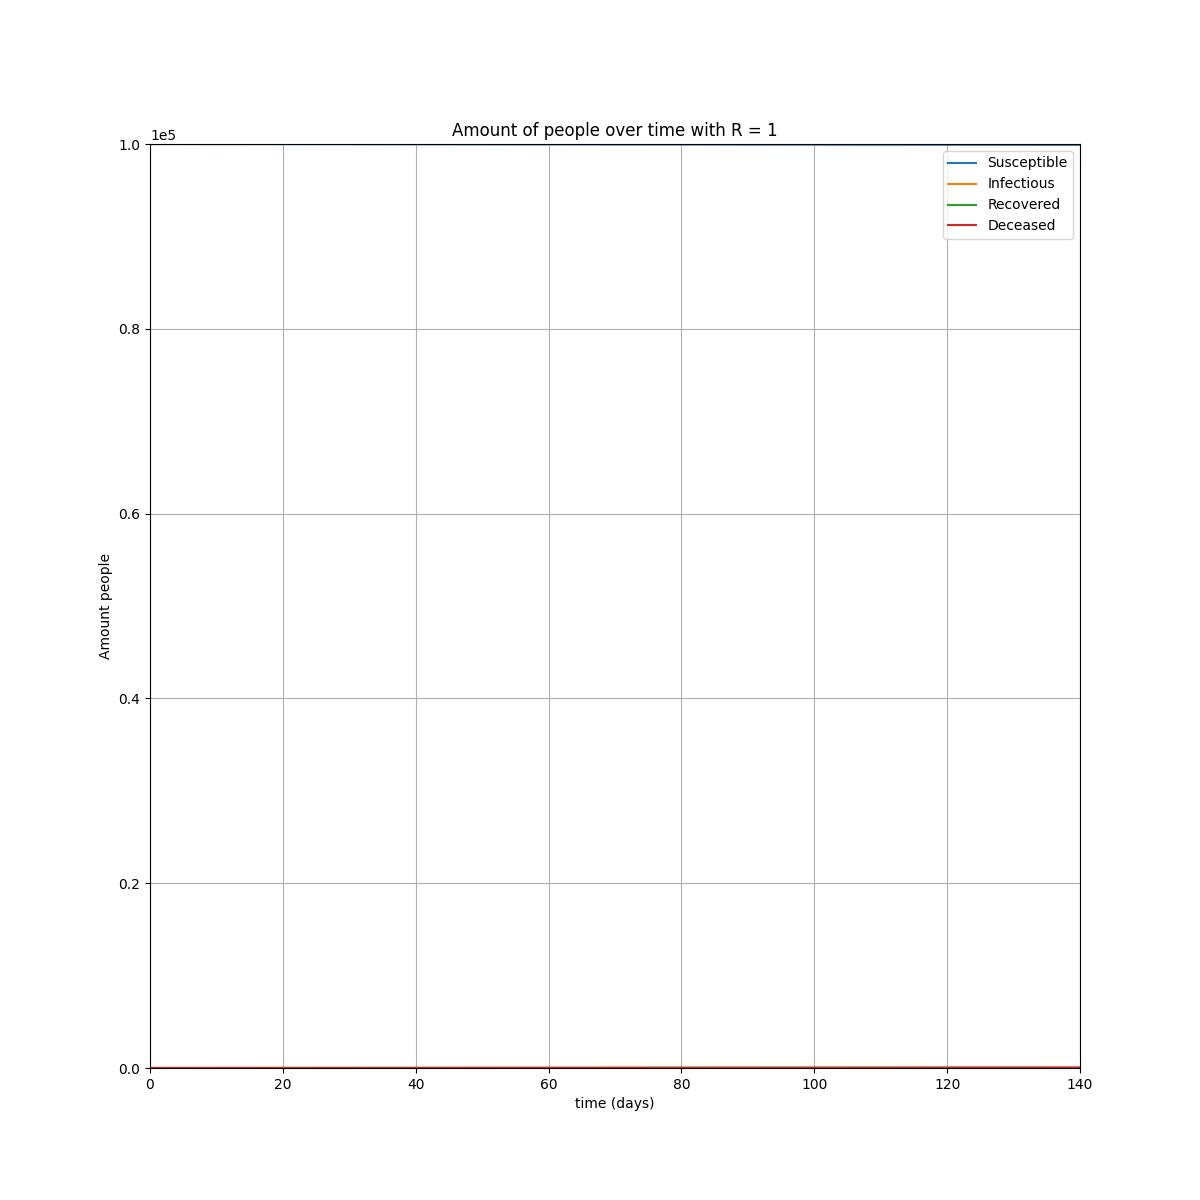 Amount of people over time with R = 1
1e5
1.0
0.8
0.6
0.4
0.2
0.0
Amount people
Susceptible
Infectious
Recovered
Deceased
0 20 40 60 80 100 120 140
time (days)